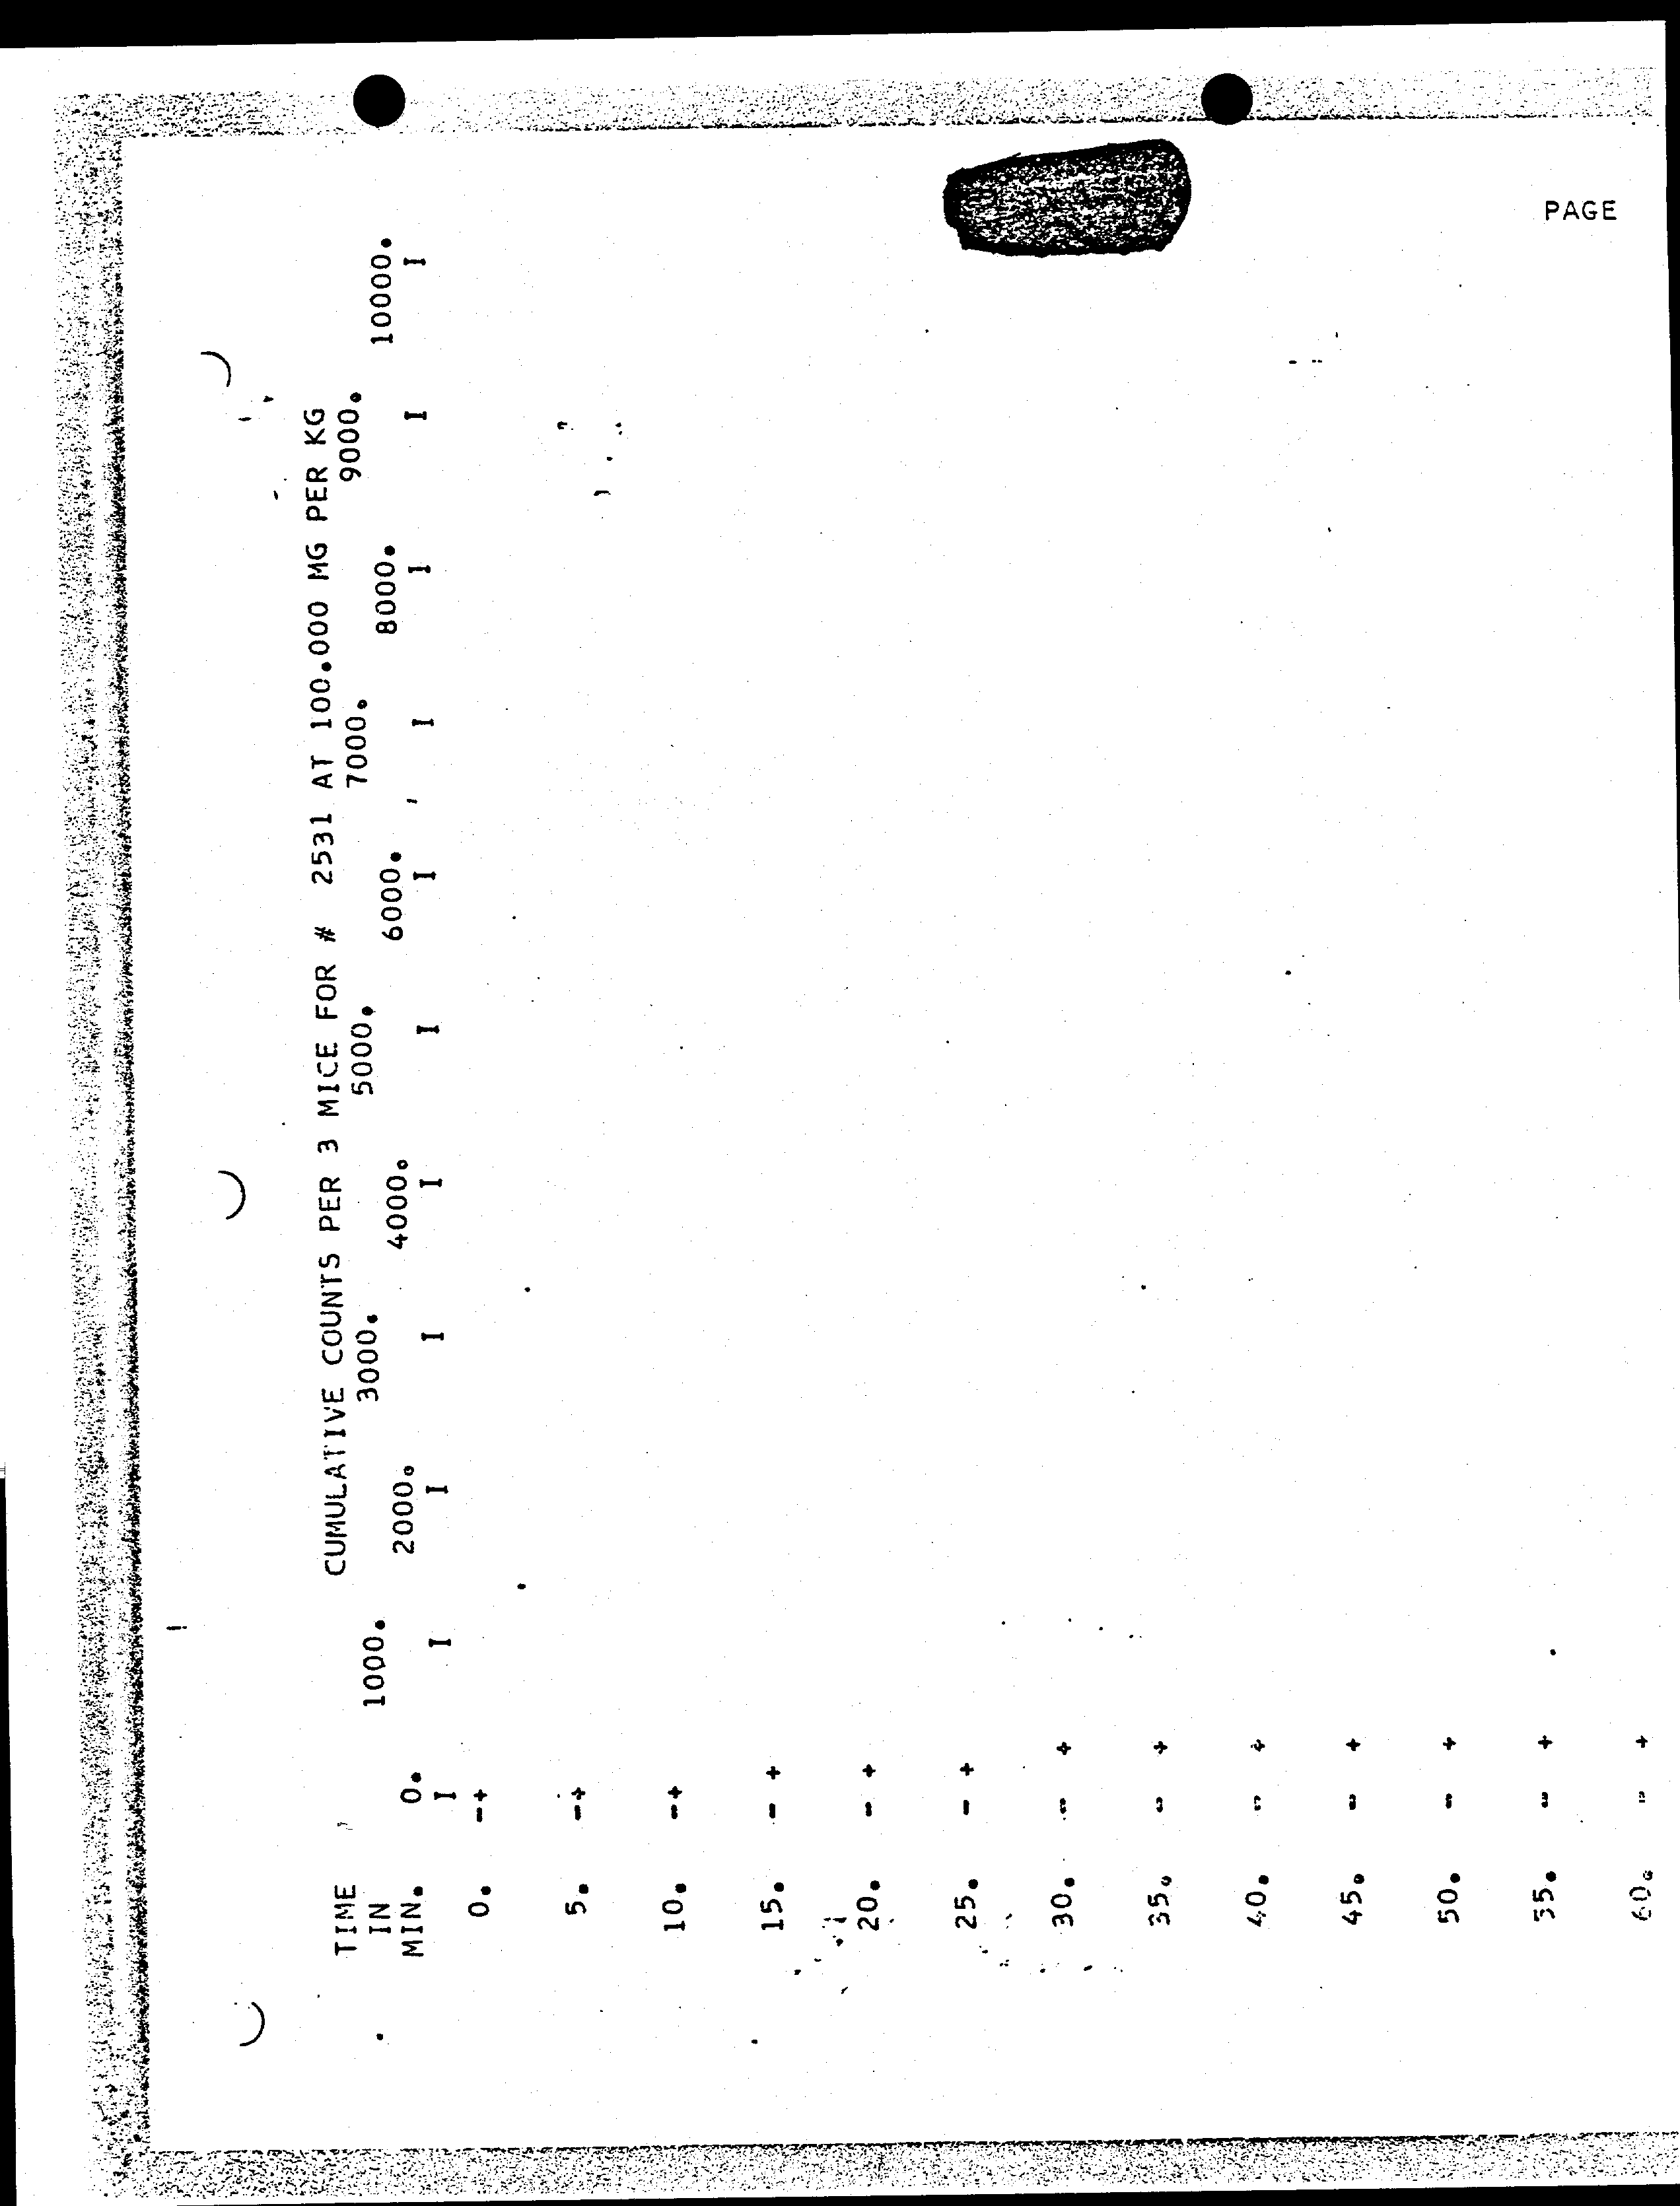 PAGE
CUMULATIVE COUNTS PER 3 MICE FOR # 2531 AT 100.000 MG PER KG
TIME 1000. 3000. 5000. 7000. 9000.
IN
MIN. 0. 2000. 4000. 6000. 8000. 10000.
I I I I I I I I I I I
0. -+
5. -+
10. -+
15. - +
20. - +
25. - +
30. - +
35. - +
40. - +
45. - +
50. - +
55. - +
60. - +